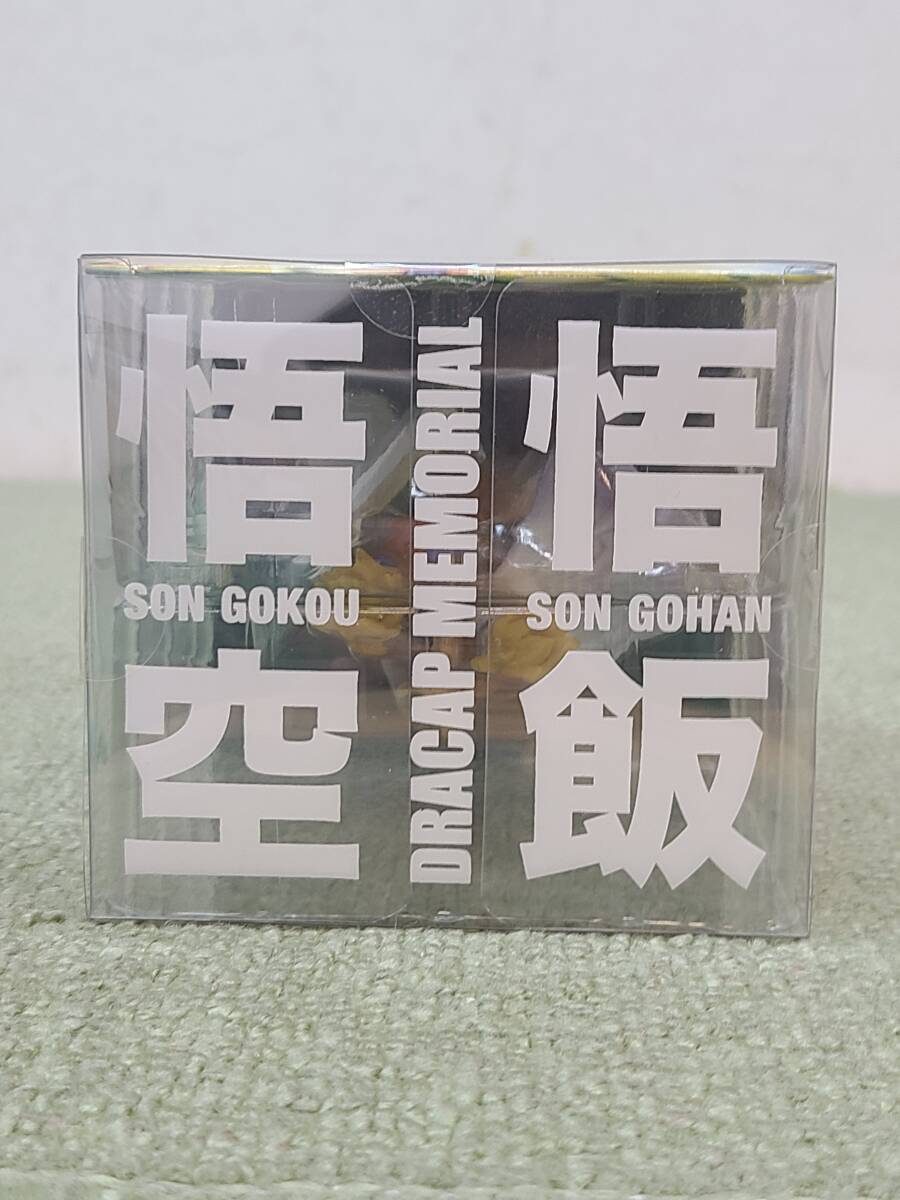 悟空
SON GOKOU
DRACAP MEMORIAL
悟飯
SON GOHAN